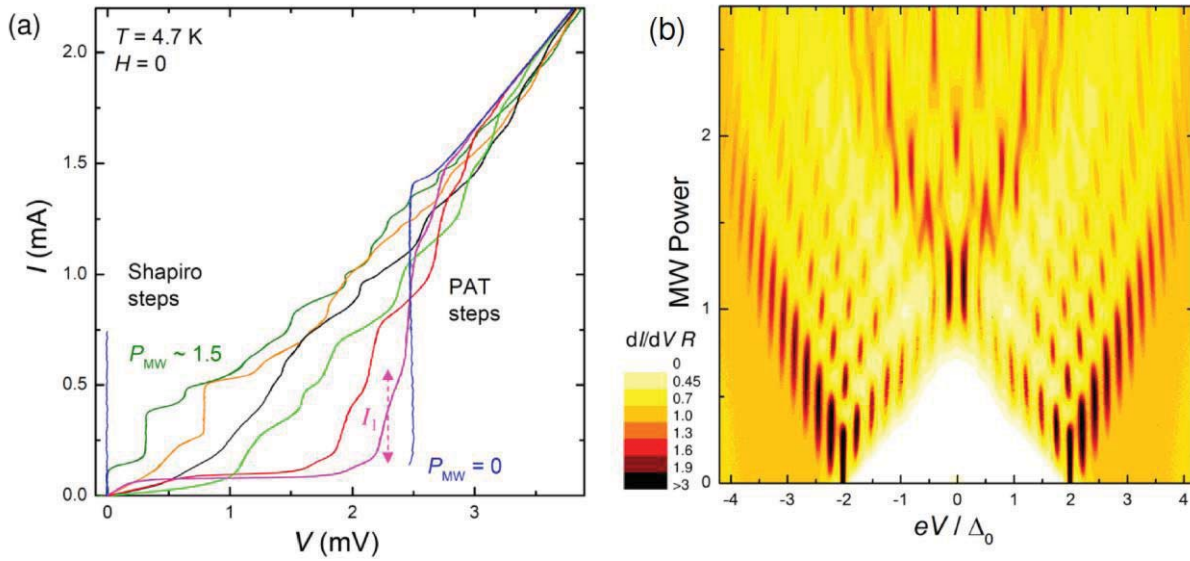 (a)
T = 4.7 K
H = 0
I (mA)
2.0
1.5
1.0
0.5
0.0
Shapiro
steps
PAT
steps
P_MW ~ 1.5
I₁
P_MW = 0
0 1 2 3
V (mV)
(b)
MW Power
2
1
0
dI/dV R
0
0.45
0.7
1.0
1.3
1.6
1.9
>3
-4 -3 -2 -1 0 1 2 3 4
eV / Δ₀